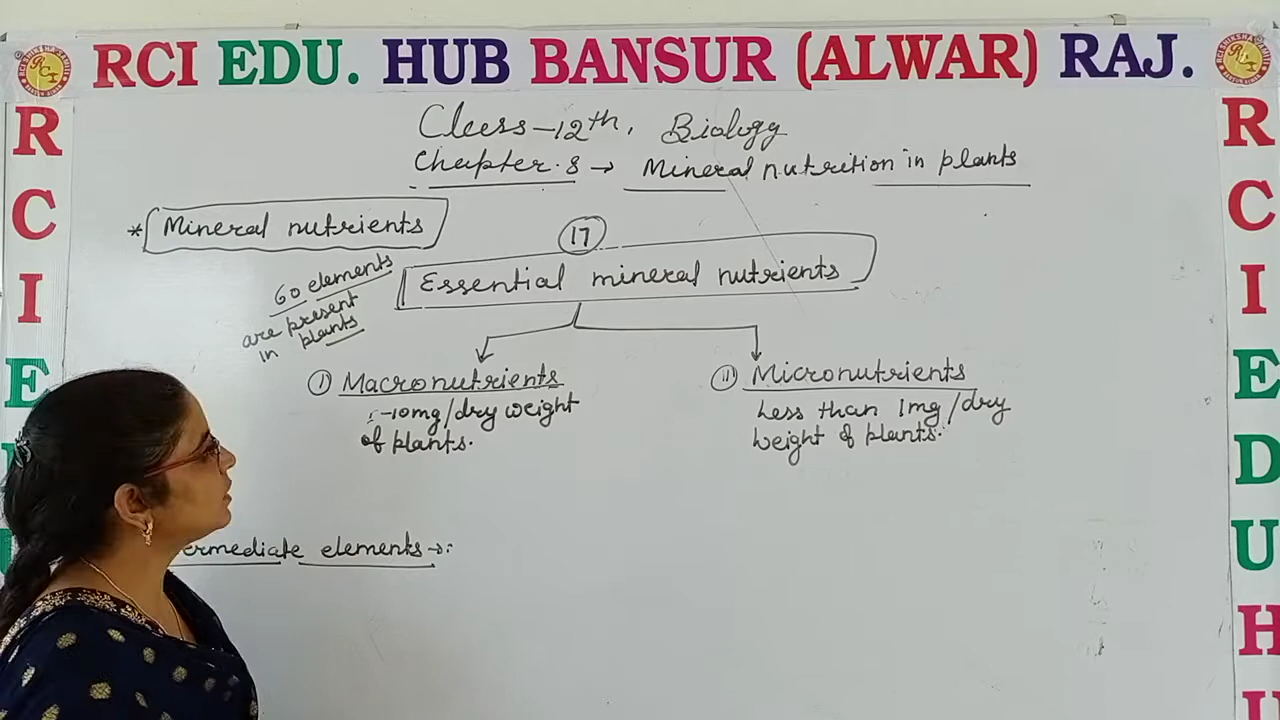 RCI EDU. HUB BANSUR (ALWAR) RAJ.
Class-12th, Biology
Chapter.8 → Mineral nutrition in plants
* Mineral nutrients
17
Essential mineral nutrients
60 elements
are present
in plants
(i) Macronutrients
1-10mg/dry weight
of plants.
(ii) Micronutrients
Less than 1mg/dry
weight of plants.
ermediate elements→:
R
C
I
E
R
C
I
E
D
U
H